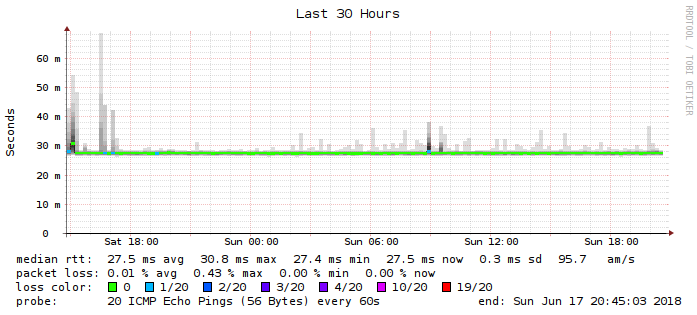 Last 30 Hours
RRDTOOL / TOBI OETIKER
Seconds
60 m
50 m
40 m
30 m
20 m
10 m
0
Sat 18:00 Sun 00:00 Sun 06:00 Sun 12:00 Sun 18:00
median rtt: 27.5 ms avg 30.8 ms max 27.4 ms min 27.5 ms now 0.3 ms sd 95.7 am/s
packet loss: 0.01 % avg 0.43 % max 0.00 % min 0.00 % now
loss color: 0 1/20 2/20 3/20 4/20 10/20 19/20
probe: 20 ICMP Echo Pings (56 Bytes) every 60s end: Sun Jun 17 20:45:03 2018